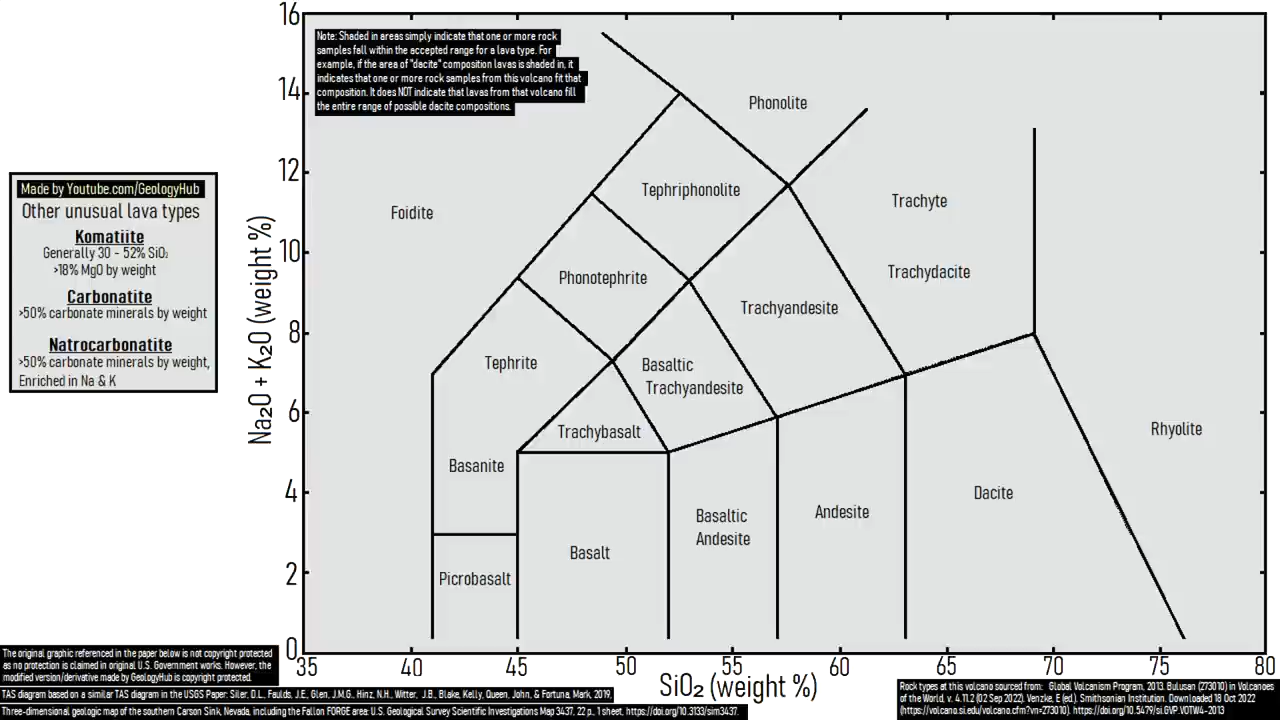 Note: Shaded in areas simply indicate that one or more rock
samples fall within the accepted range for a lava type. For
example, if the area of "dacite" composition lavas is shaded in, it
indicates that one or more rock samples from this volcano fit that
composition. It does NOT indicate that lavas from that volcano fill
the entire range of possible dacite compositions.
Made by Youtube.com/GeologyHub
Other unusual lava types
Komatiite
Generally 30 - 52% SiO₂
>18% MgO by weight
Carbonatite
>50% carbonate minerals by weight
Natrocarbonatite
>50% carbonate minerals by weight,
Enriched in Na & K
Na₂O + K₂O (weight %)
16
14
12
10
8
6
4
2
0
Phonolite
Tephriphonolite
Trachyte
Foidite
Trachydacite
Phonotephrite
Trachyandesite
Tephrite
Basaltic
Trachyandesite
Trachybasalt
Rhyolite
Basanite
Dacite
Andesite
Basaltic
Andesite
Basalt
Picrobasalt
35
40
45
50
55
60
65
70
75
80
SiO₂ (weight %)
The original graphic referenced in the paper below is not copyright protected
as no protection is claimed in original U.S. Government works. However, the
modified version/derivative made by GeologyHub is copyright protected.
TAS diagram based on a similar TAS diagram in the USGS Paper: Siler, D.L., Faulds, J.E., Glen, J.M.G., Hinz, N.H., Witter, J.B., Blake, Kelly, Queen, John, & Fortuna, Mark, 2019,
Three-dimensional geologic map of the southern Carson Sink, Nevada, including the Fallon FORGE area: U.S. Geological Survey Scientific Investigations Map 3437, 22 p., 1 sheet, https://doi.org/10.3133/sim3437.
Rock types at this volcano sourced from: Global Volcanism Program, 2013. Bulusan (273010) in Volcanoes
of the World, v. 4.11.2 (02 Sep 2022). Venzke, E (ed.). Smithsonian Institution. Downloaded 18 Oct 2022
(https://volcano.si.edu/volcano.cfm?vn=273010). https://doi.org/10.5479/si.GVP.VOTW4-2013